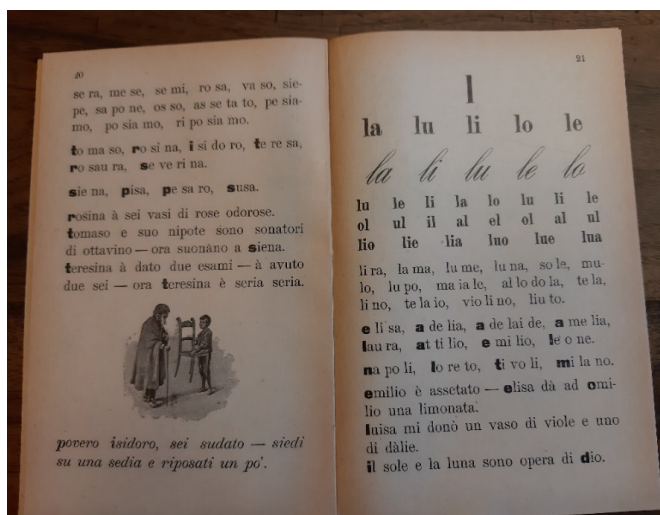 20
se ra, me se, se mi, ro sa, va so, sie-
pe, sa po ne, os so, as se ta to, pe sia-
mo, po sia mo, ri po sia mo.
to ma so, ro si na, i si do ro, te re sa,
ro sau ra, se ve ri na.
sie na, pisa, pe sa ro, susa.
rosina à sei vasi di rose odorose.
tomaso e suo nipote sono sonatori
di ottavino — ora suonano a siena.
teresina à dato due esami — à avuto
due sei — ora teresina è seria seria.
povero isidoro, sei sudato — siedi
su una sedia e riposati un po'.
21
l
la lu li lo le
la li lu le lo
lu le li la lo lu li le
ol ul il al el ol al ul
lio lie lia luo lue lua
li ra, la ma, lu me, lu na, so le, mu-
lo, lu po, ma ia le, al lo do la, te la,
li no, te la io, vio li no, liu to.
e li sa, a de lia, a de lai de, a me lia,
lau ra, at ti lio, e mi lio, le o ne.
na po li, lo re to, ti vo li, mi la no.
emilio è assetato — elisa dà ad omi-
lio una limonata.
luisa mi donò un vaso di viole e uno
di dàlie.
il sole e la luna sono opera di dio.